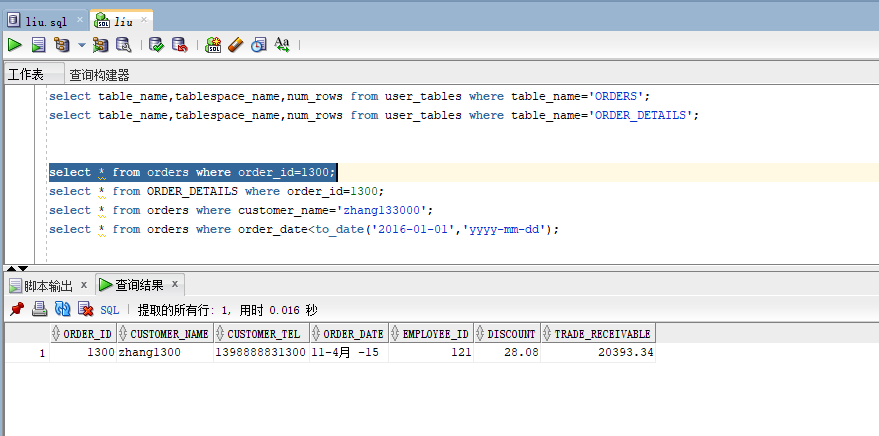 liu.sql × liu ×
工作表 查询构建器
select table_name,tablespace_name,num_rows from user_tables where table_name='ORDERS';
select table_name,tablespace_name,num_rows from user_tables where table_name='ORDER_DETAILS';
select * from orders where order_id=1300;
select * from ORDER_DETAILS where order_id=1300;
select * from orders where customer_name='zhang133000';
select * from orders where order_date<to_date('2016-01-01','yyyy-mm-dd');
脚本输出 × 查询结果 ×
SQL | 提取的所有行: 1, 用时 0.016 秒
ORDER_ID CUSTOMER_NAME CUSTOMER_TEL ORDER_DATE EMPLOYEE_ID DISCOUNT TRADE_RECEIVABLE
1 1300 zhang1300 1398888831300 11-4月 -15 121 28.08 20393.34